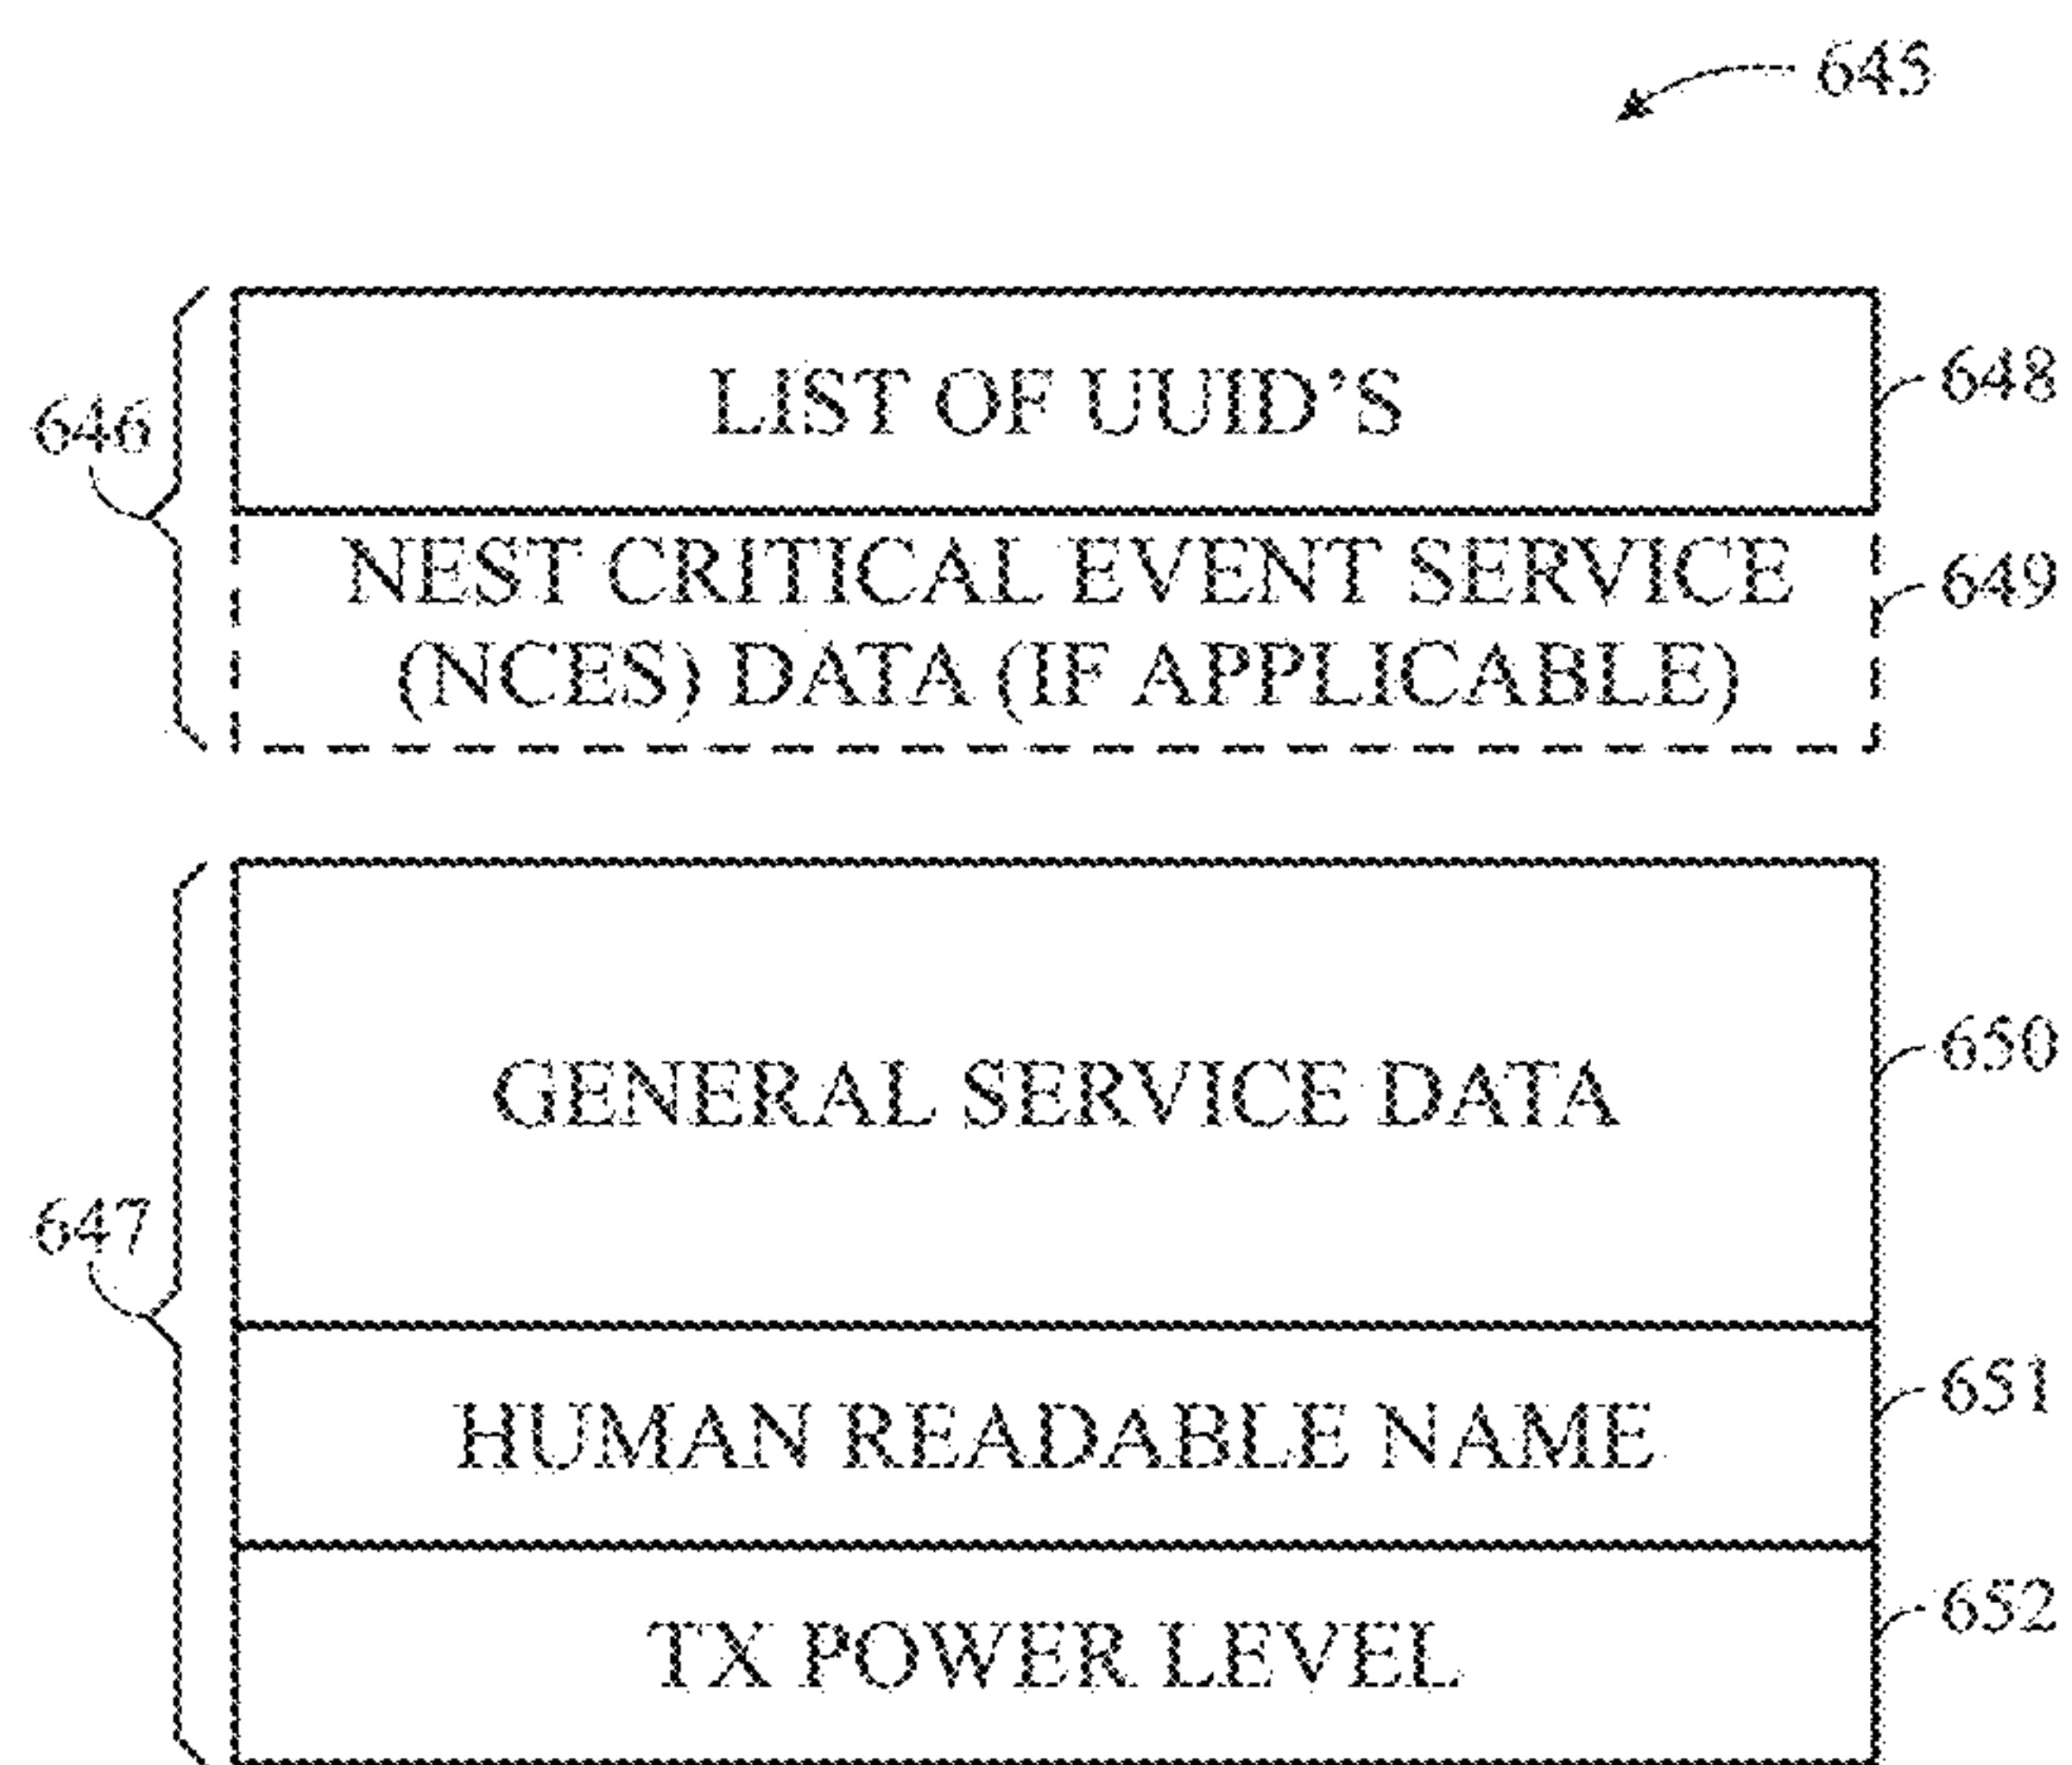 645
646
LIST OF UUID'S
648
NEST CRITICAL EVENT SERVICE
(NCES) DATA (IF APPLICABLE)
649
647
GENERAL SERVICE DATA
650
HUMAN READABLE NAME
651
TX POWER LEVEL
652